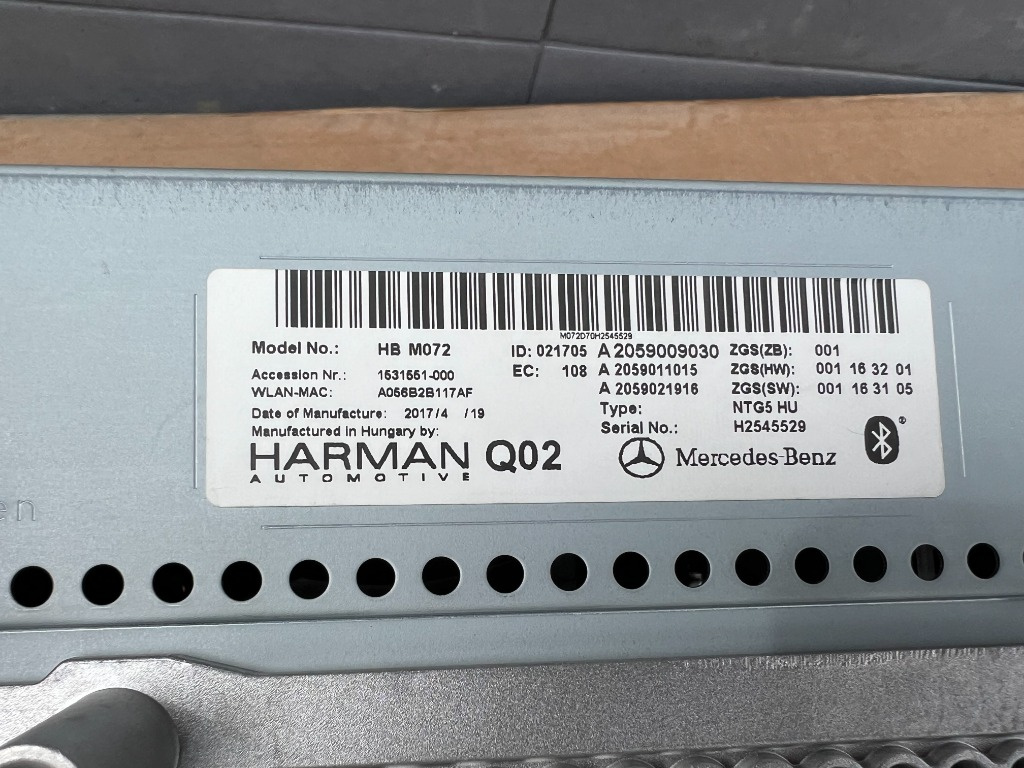 M072D70H2545529
Model No.: HB M072 ID: 021705 A 2059009030 ZGS(ZB): 001
EC: 108 A 2059011015 ZGS(HW): 001 16 32 01
Accession Nr.: 1531551-000
WLAN-MAC: A056B2B117AF A 2059021916 ZGS(SW): 001 16 31 05
Date of Manufacture: 2017/4 /19 Type: NTG5 HU
Manufactured in Hungary by: Serial No.: H2545529
HARMAN Q02 Mercedes-Benz
AUTOMOTIVE
en